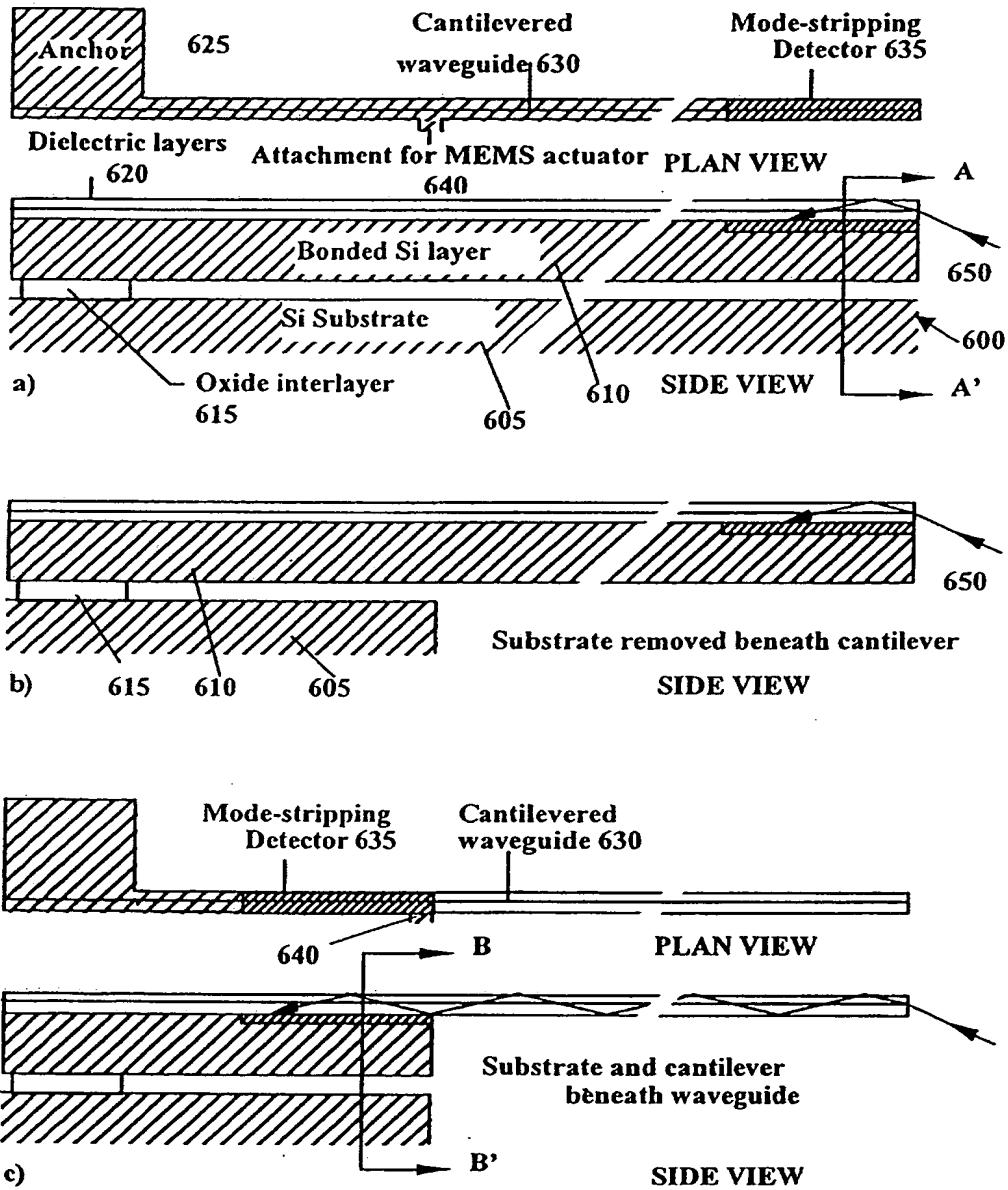 Anchor
625
Cantilevered
waveguide 630
Mode-stripping
Detector 635
Dielectric layers
620
Attachment for MEMS actuator
640
PLAN VIEW
A
Bonded Si layer
650
Si Substrate
600
a)
Oxide interlayer
615
605
610
SIDE VIEW
A'
650
Substrate removed beneath cantilever
b)
615
610
605
SIDE VIEW
Mode-stripping
Detector 635
Cantilevered
waveguide 630
640
B
PLAN VIEW
Substrate and cantilever
beneath waveguide
c)
B'
SIDE VIEW